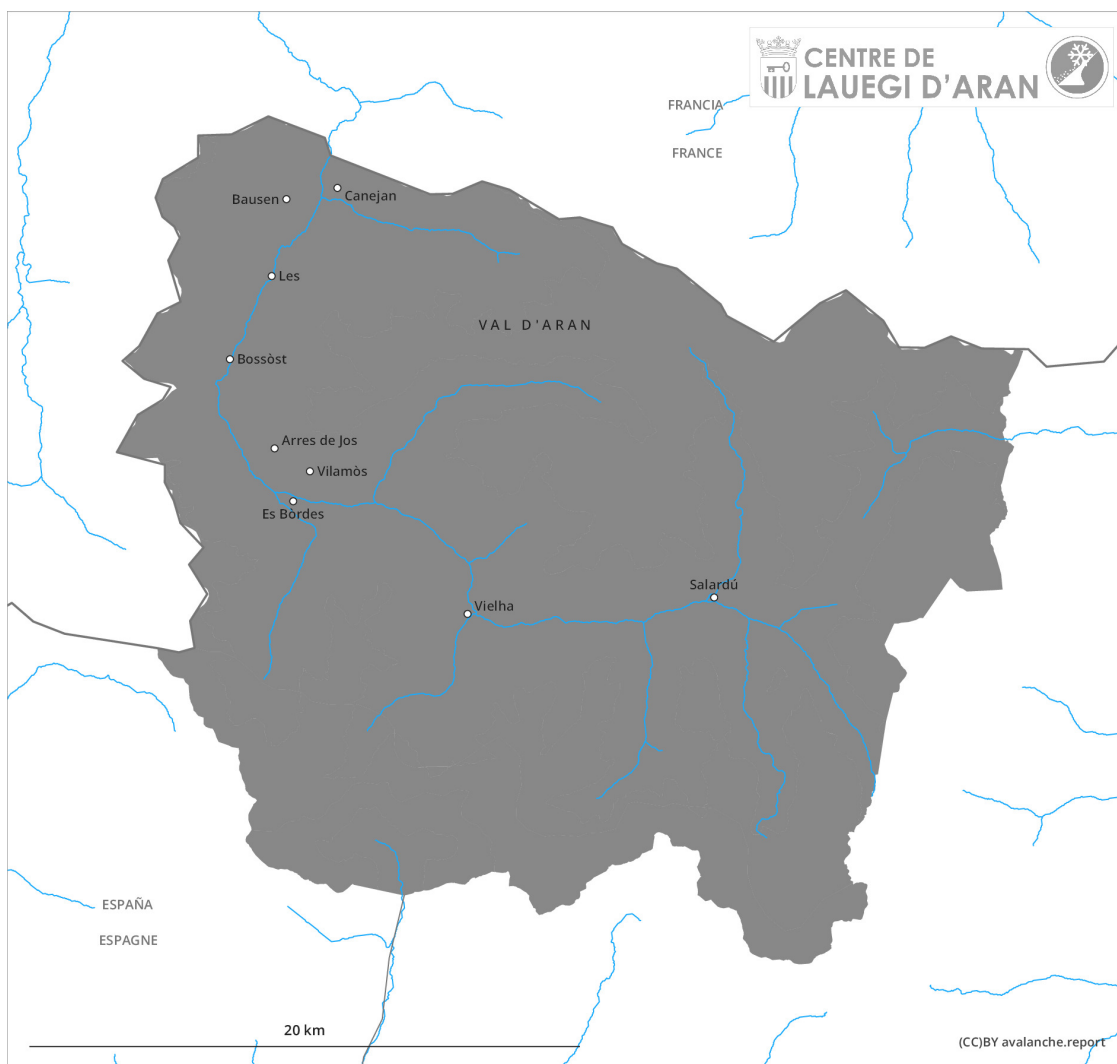 CENTRE DE
LAUEGI D'ARAN
FRANCIA
FRANCE
Bausen
Canejan
Les
VAL D'ARAN
Bossòst
Arres de Jos
Vilamòs
Es Bòrdes
Salardú
Vielha
ESPAÑA
ESPAGNE
20 km
(CC)BY avalanche.report